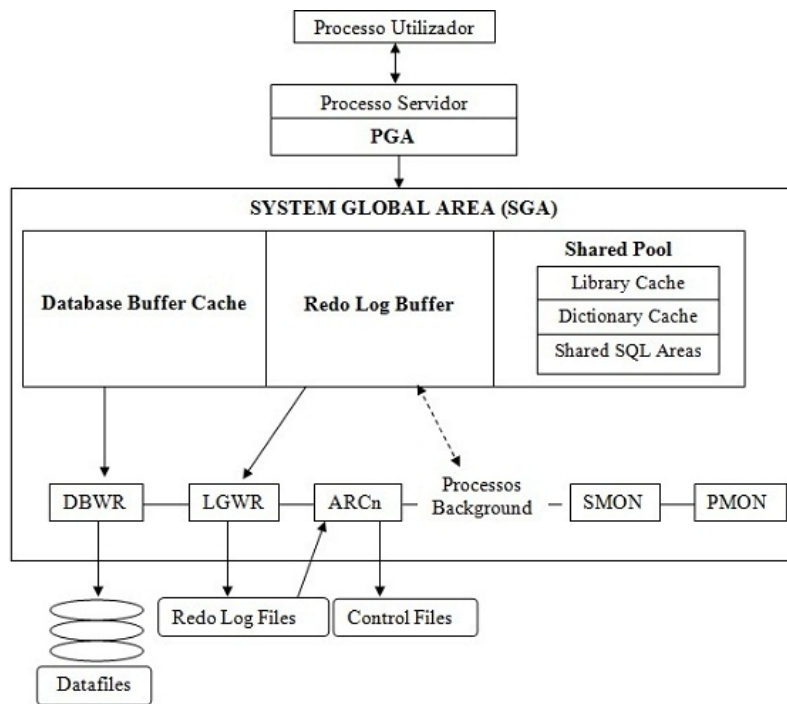 Processo Utilizador
Processo Servidor
PGA
SYSTEM GLOBAL AREA (SGA)
Database Buffer Cache
Redo Log Buffer
Shared Pool
Library Cache
Dictionary Cache
Shared SQL Areas
DBWR
LGWR
ARCn
Processos
Background
SMON
PMON
Redo Log Files
Control Files
Datafiles